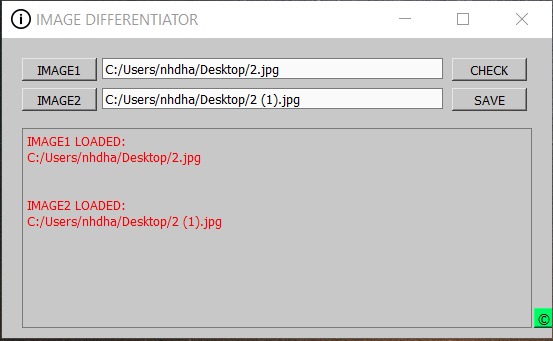 IMAGE DIFFERENTIATOR
IMAGE1 C:/Users/nhdha/Desktop/2.jpg CHECK
IMAGE2 C:/Users/nhdha/Desktop/2 (1).jpg SAVE
IMAGE1 LOADED:
C:/Users/nhdha/Desktop/2.jpg
IMAGE2 LOADED:
C:/Users/nhdha/Desktop/2 (1).jpg
©